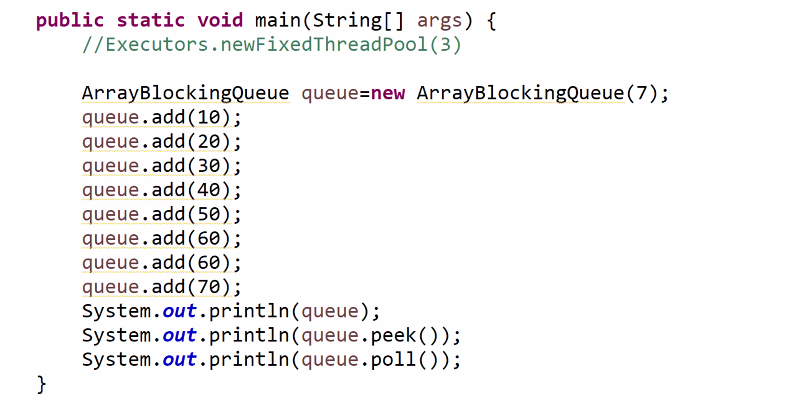 public static void main(String[] args) {
//Executors.newFixedThreadPool(3)
ArrayBlockingQueue queue=new ArrayBlockingQueue(7);
queue.add(10);
queue.add(20);
queue.add(30);
queue.add(40);
queue.add(50);
queue.add(60);
queue.add(60);
queue.add(70);
System.out.println(queue);
System.out.println(queue.peek());
System.out.println(queue.poll());
}